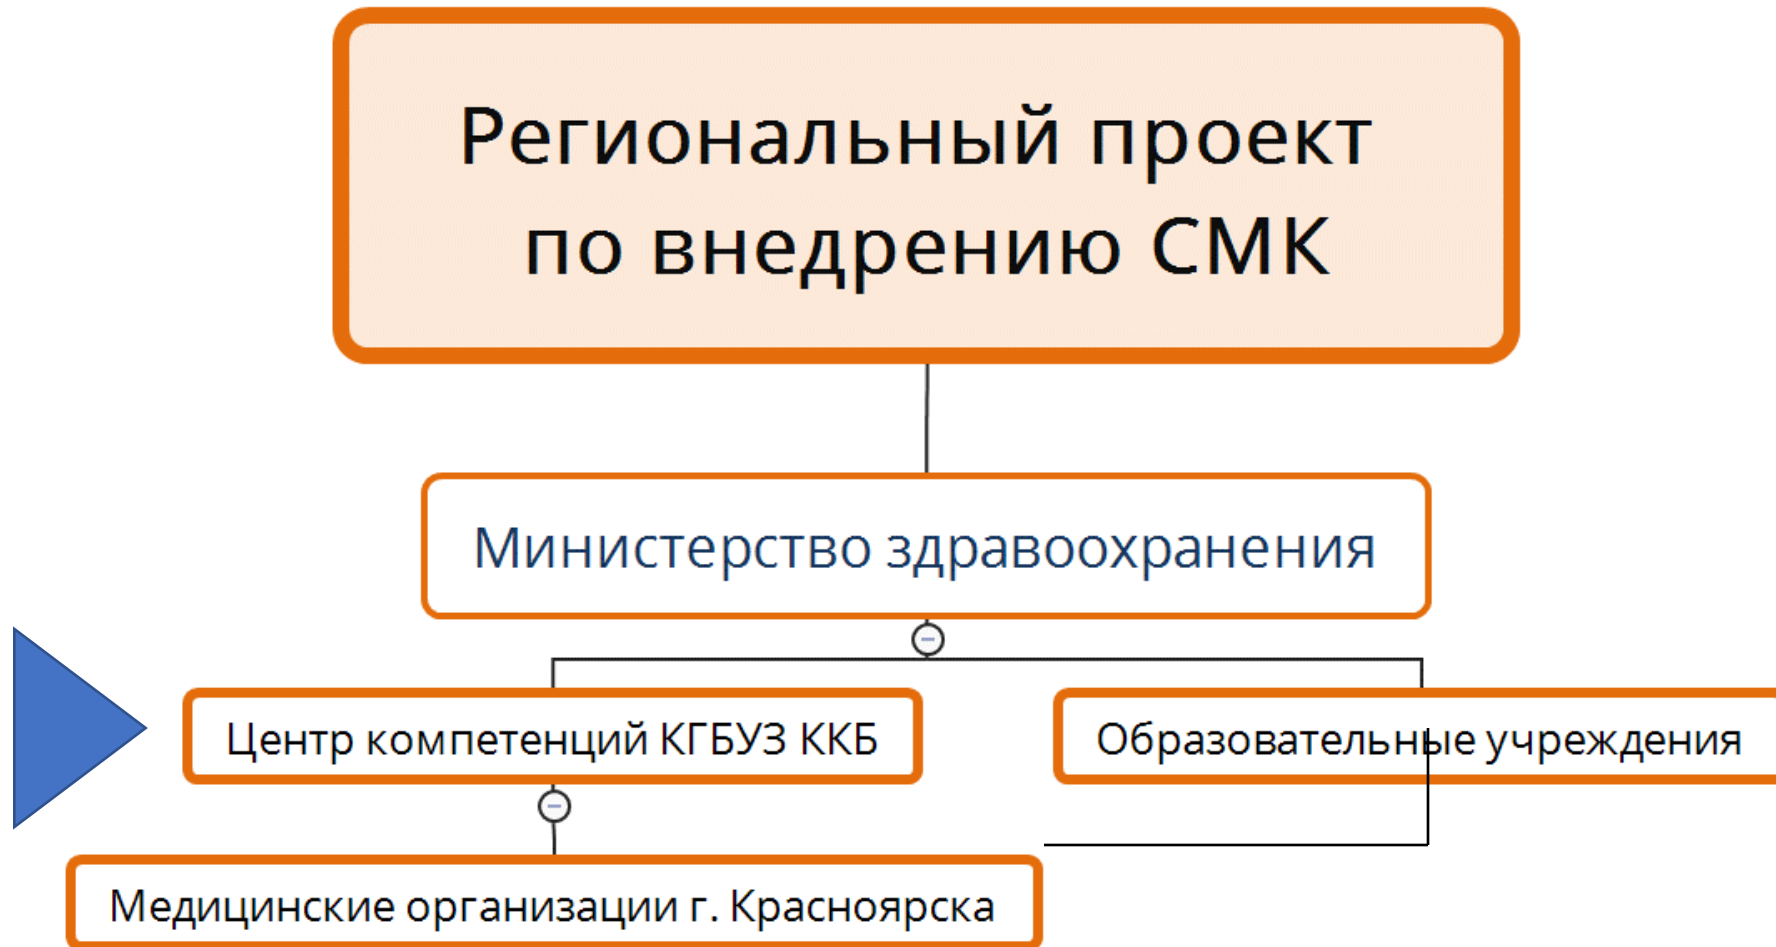 Региональный проект
по внедрению СМК
Министерство здравоохранения
Центр компетенций КГБУЗ ККБ
Образовательные учреждения
Медицинские организации г. Красноярска